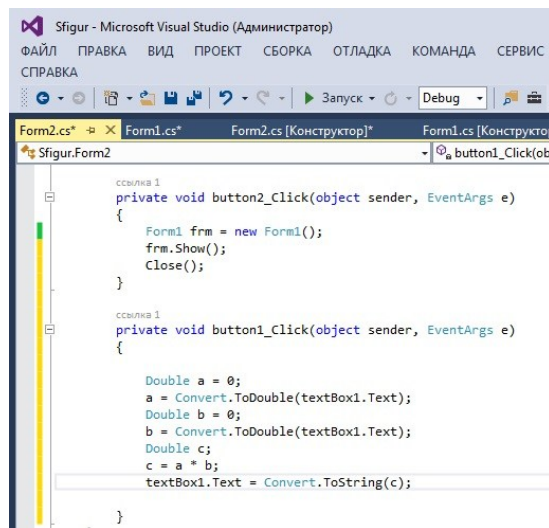 Sfigur - Microsoft Visual Studio (Администратор)
ФАЙЛ ПРАВКА ВИД ПРОЕКТ СБОРКА ОТЛАДКА КОМАНДА СЕРВИС
СПРАВКА
Запуск Debug
Form2.cs* Form1.cs* Form2.cs [Конструктор]* Form1.cs [Конструктор
Sfigur.Form2 button1_Click(ob
ссылка 1
private void button2_Click(object sender, EventArgs e)
{
Form1 frm = new Form1();
frm.Show();
Close();
}
ссылка 1
private void button1_Click(object sender, EventArgs e)
{
Double a = 0;
a = Convert.ToDouble(textBox1.Text);
Double b = 0;
b = Convert.ToDouble(textBox1.Text);
Double c;
c = a * b;
textBox1.Text = Convert.ToString(c);
}